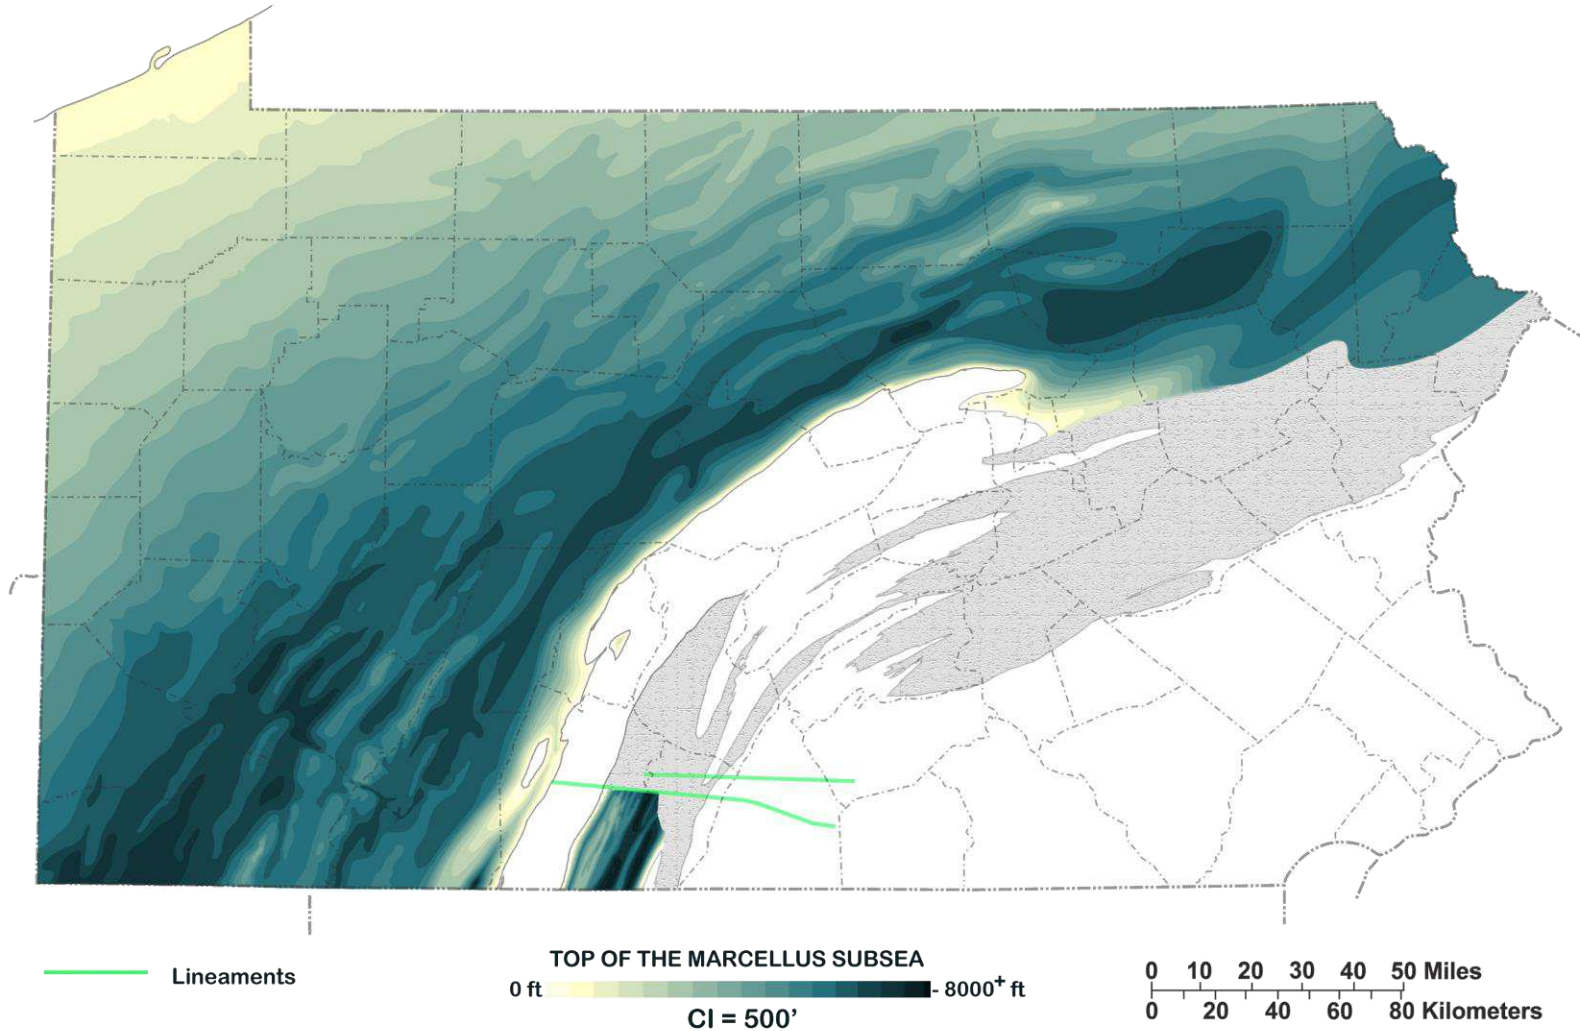 Lineaments
TOP OF THE MARCELLUS SUBSEA
0 ft - 8000+ ft
CI = 500'
0 10 20 30 40 50 Miles
0 20 40 60 80 Kilometers